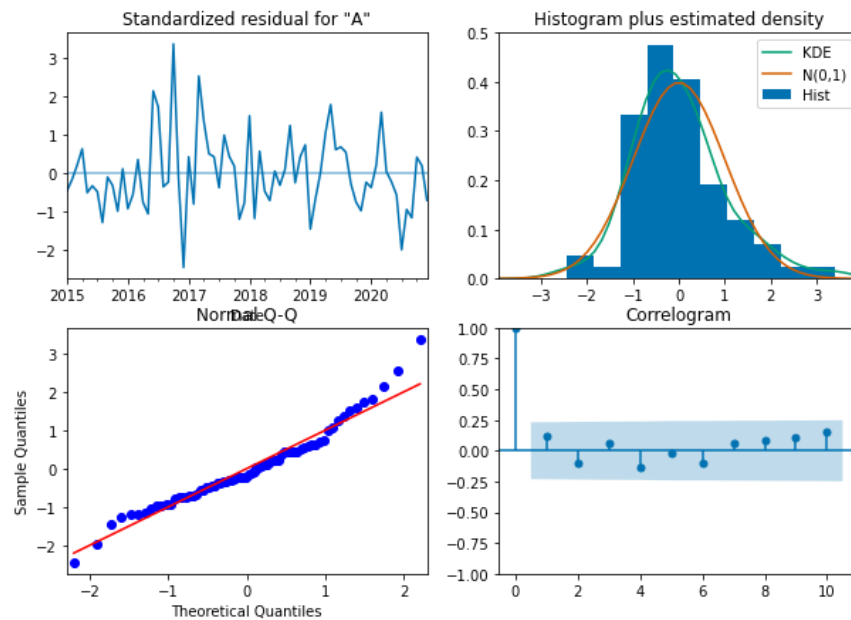 Standardized residual for "A"
3
2
1
0
−1
−2
2015 2016 2017 2018 2019 2020
Histogram plus estimated density
KDE
N(0,1)
Hist
0.5
0.4
0.3
0.2
0.1
0.0
−3 −2 −1 0 1 2 3
Normal Q-Q
Sample Quantiles
3
2
1
0
−1
−2
−2 −1 0 1 2
Theoretical Quantiles
Correlogram
1.00
0.75
0.50
0.25
0.00
−0.25
−0.50
−0.75
−1.00
0 2 4 6 8 10